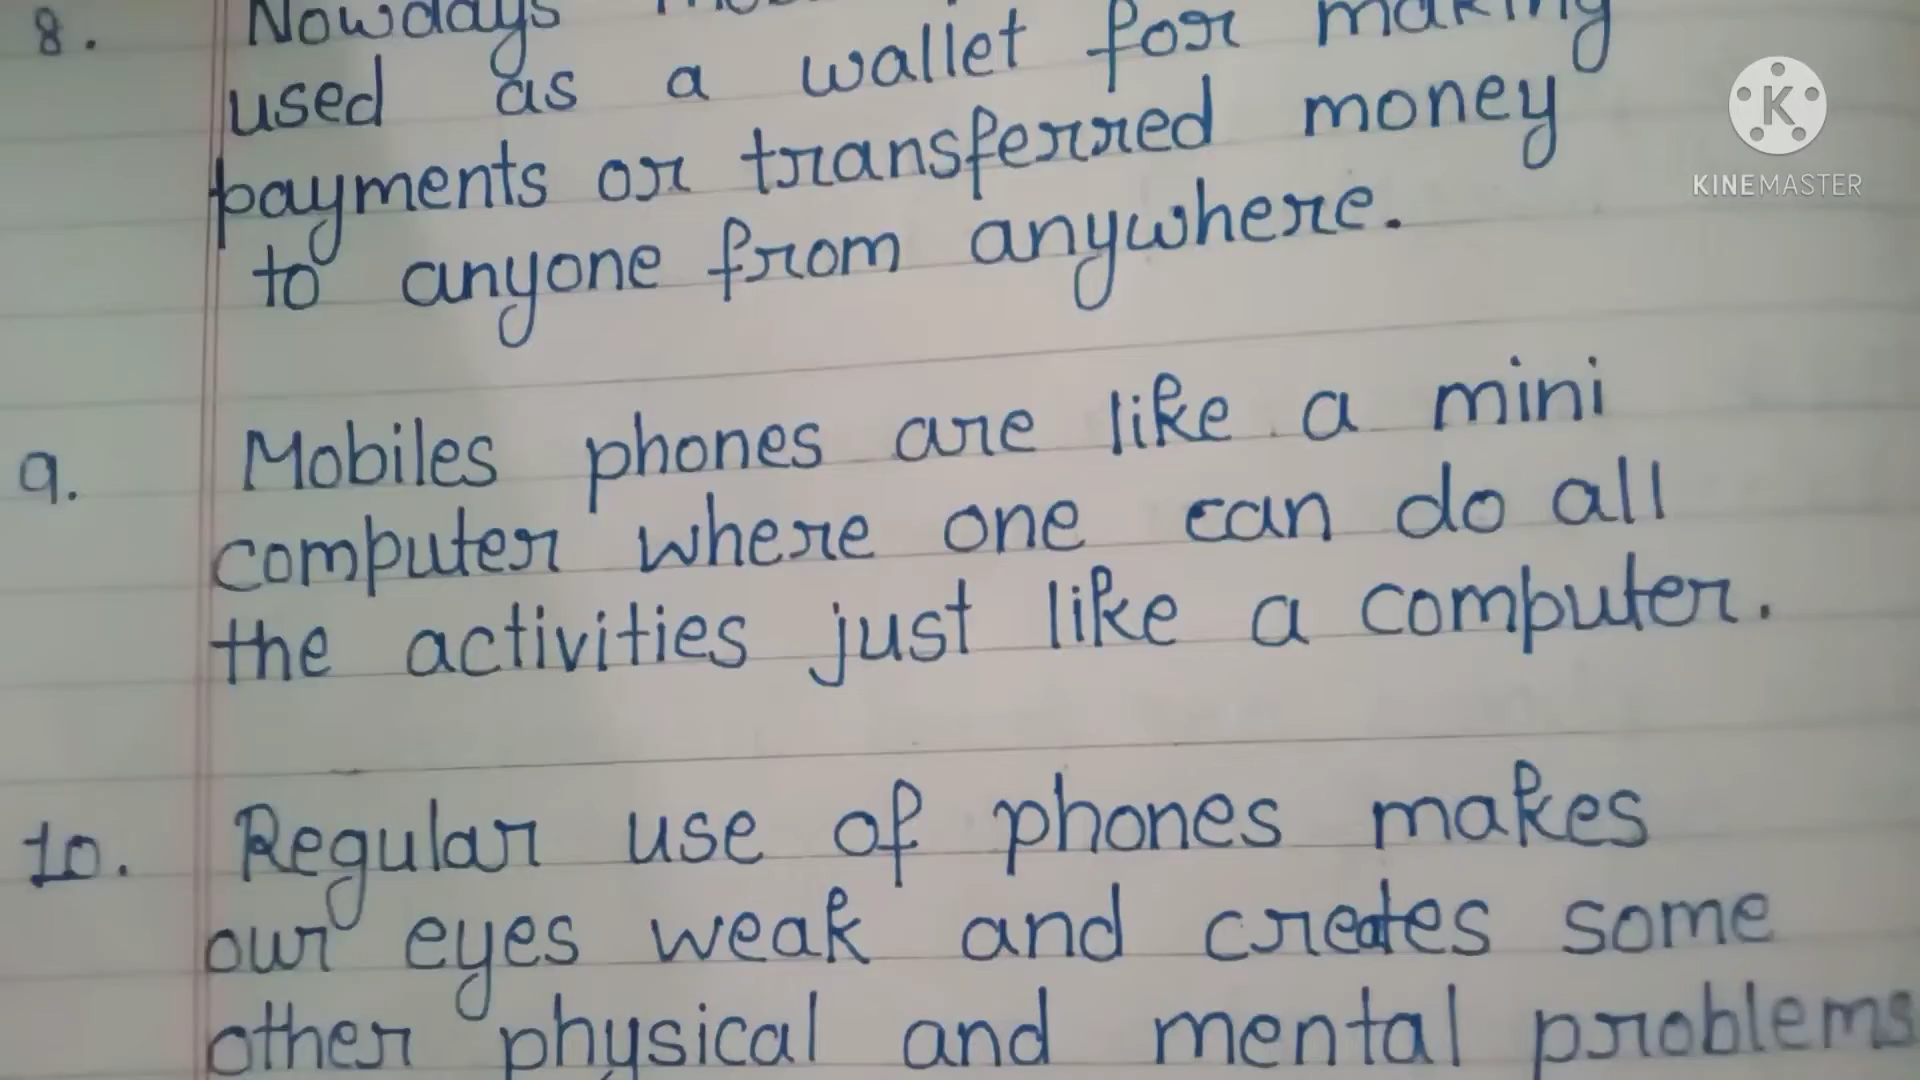 8. Nowdays
used as a wallet for making
payments or transferred money
to anyone from anywhere.
9. Mobiles phones are like a mini
computer where one can do all
the activities just like a computer.
10. Regular use of phones makes
our eyes weak and creates some
other physical and mental problems
K
KINEMASTER